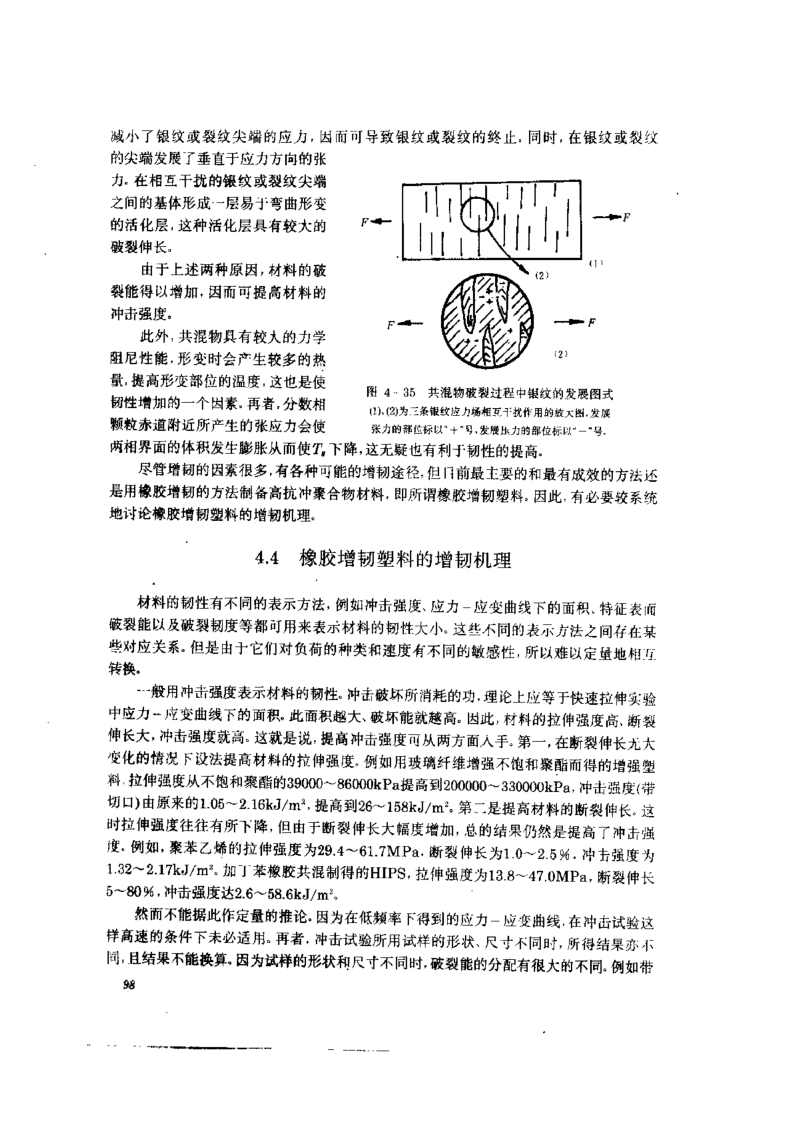 减小了银纹或裂纹尖端的应力,因而可导致银纹或裂纹的终止。同时,在银纹或裂纹
的尖端发展了垂直于应力方向的张
力。在相互干扰的银纹或裂纹尖端
之间的基体形成一层易于弯曲形变
的活化层,这种活化层具有较大的
破裂伸长。
由于上述两种原因,材料的破
裂能得以增加,因而可提高材料的
冲击强度。
此外,共混物具有较大的力学
阻尼性能,形变时会产生较多的热
量,提高形变部位的温度,这也是使
韧性增加的一个因素。再者,分散相
颗粒赤道附近所产生的张应力会使
F
F
(1)
(2)
F
F
(2)
图 4-35 共混物破裂过程中银纹的发展图式
(1)、(2)为三条银纹应力场相互干扰作用的放大图,发展
张力的部位标以“+”号,发展压力的部位标以“-”号。
两相界面的体积发生膨胀从而使Tg下降,这无疑也有利于韧性的提高。
尽管增韧的因素很多,有各种可能的增韧途径,但目前最主要的和最有成效的方法还
是用橡胶增韧的方法制备高抗冲聚合物材料,即所谓橡胶增韧塑料。因此,有必要较系统
地讨论橡胶增韧塑料的增韧机理。
4.4 橡胶增韧塑料的增韧机理
材料的韧性有不同的表示方法,例如冲击强度、应力-应变曲线下的面积、特征表面
破裂能以及破裂韧度等都可用来表示材料的韧性大小。这些不同的表示方法之间存在某
些对应关系。但是由于它们对负荷的种类和速度有不同的敏感性,所以难以定量地相互
转换。
一般用冲击强度表示材料的韧性。冲击破坏所消耗的功,理论上应等于快速拉伸实验
中应力-应变曲线下的面积。此面积越大、破坏能就越高。因此,材料的拉伸强度高、断裂
伸长大,冲击强度就高。这就是说,提高冲击强度可从两方面入手。第一,在断裂伸长无大
变化的情况下设法提高材料的拉伸强度。例如用玻璃纤维增强不饱和聚酯而得的增强塑
料,拉伸强度从不饱和聚酯的39000~86000kPa提高到200000~330000kPa,冲击强度(带
切口)由原来的1.05~2.16kJ/m²,提高到26~158kJ/m²。第二是提高材料的断裂伸长。这
时拉伸强度往往有所下降,但由于断裂伸长大幅度增加,总的结果仍然是提高了冲击强
度。例如,聚苯乙烯的拉伸强度为29.4~61.7MPa,断裂伸长为1.0~2.5%,冲击强度为
1.32~2.17kJ/m²。加丁苯橡胶共混制得的HIPS,拉伸强度为13.8~47.0MPa,断裂伸长
5~80%,冲击强度达2.6~58.6kJ/m²。
然而不能据此作定量的推论。因为在低频率下得到的应力-应变曲线,在冲击试验这
样高速的条件下未必适用。再者,冲击试验所用试样的形状、尺寸不同时,所得结果亦不
同,且结果不能换算。因为试样的形状和尺寸不同时,破裂能的分配有很大的不同。例如带
98